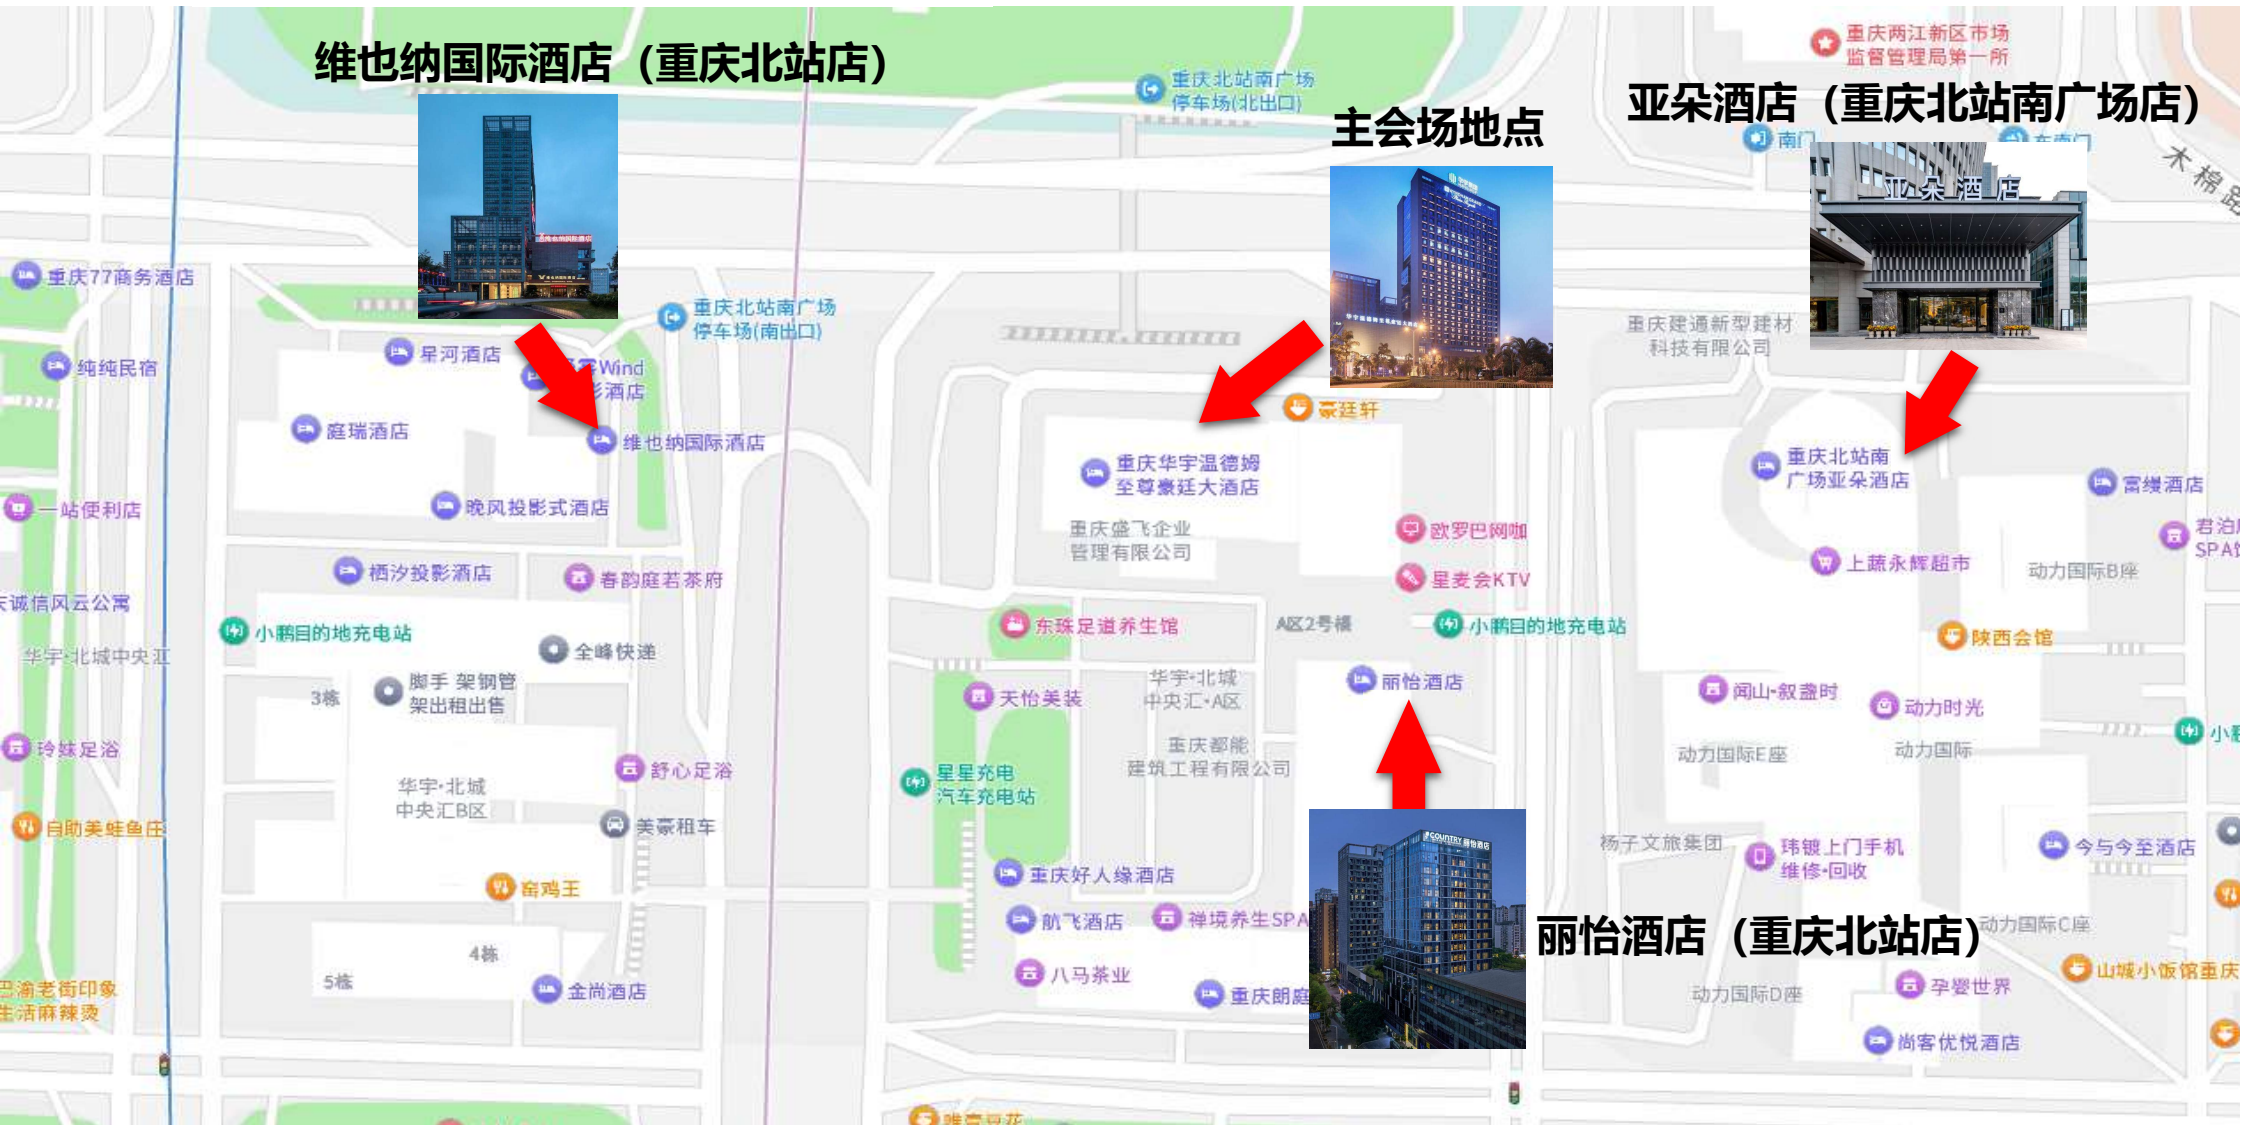 维也纳国际酒店（重庆北站店）
重庆两江新区市场
监督管理局第一所
重庆北站南广场
停车场(北出口)
亚朵酒店（重庆北站南广场店）
主会场地点
南门
东南门
木棉路
亚朵酒店
重庆77商务酒店
重庆北站南广场
停车场(南出口)
重庆建通新型建材
科技有限公司
纯纯民宿
星河酒店
Wind
影酒店
豪廷轩
庭瑞酒店
维也纳国际酒店
重庆华宇温德姆
至尊豪廷大酒店
重庆北站南
广场亚朵酒店
富缦酒店
一站便利店
晚风投影式酒店
重庆盛飞企业
管理有限公司
欧罗巴网咖
君泊
SPA馆
栖汐投影酒店
春韵庭若茶府
星麦会KTV
上蔬永辉超市
动力国际B座
诚信风云公寓
小鹏目的地充电站
东珠足道养生馆
A区2号楼
小鹏目的地充电站
陕西会馆
华宇·北城中央汇
全峰快递
3栋
脚手 架钢管
架出租出售
天怡美装
华宇·北城
中央汇·A区
丽怡酒店
闻山·叙盏时
动力时光
玲妹足浴
舒心足浴
重庆都能
建筑工程有限公司
动力国际E座
动力国际
小鹏
华宇·北城
中央汇B区
星星充电
汽车充电站
自助美蛙鱼庄
美豪租车
COUNTRY 丽怡酒店
杨子文旅集团
玮镀上门手机
维修·回收
今与今至酒店
窑鸡王
重庆好人缘酒店
航飞酒店
禅境养生SPA
丽怡酒店（重庆北站店）
动力国际C座
4栋
5栋
金尚酒店
八马茶业
重庆朗庭
动力国际D座
孕婴世界
山城小饭馆重庆
巴渝老街印象
生活麻辣烫
尚客优悦酒店